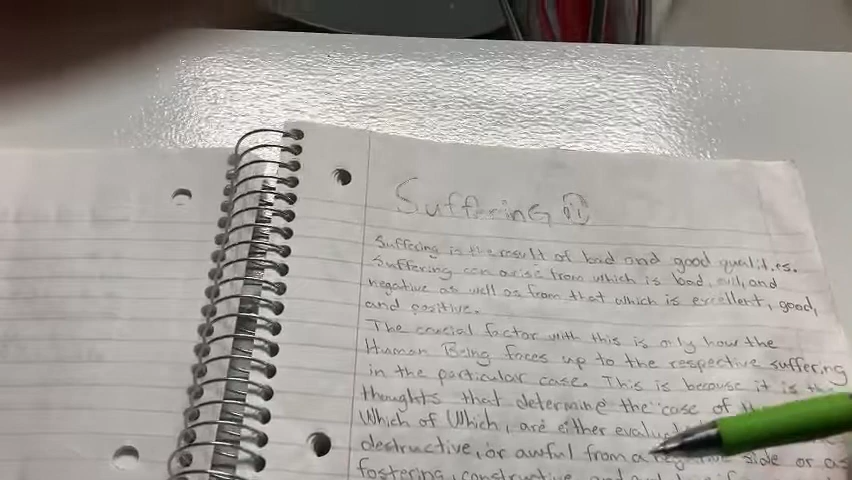 Suffering
Suffering is the result of bad and good qualities.
Suffering can arise from which is bad, evil, and
negative as well as from that which is excellent, good,
and positive.
The crucial factor with this is only how the
Human Being faces up to the respective suffering
in the particular case. This is because it is the
thoughts that determine the case of
Which of Which, are either
destructive, or awful from a side or as
fostering, constructive